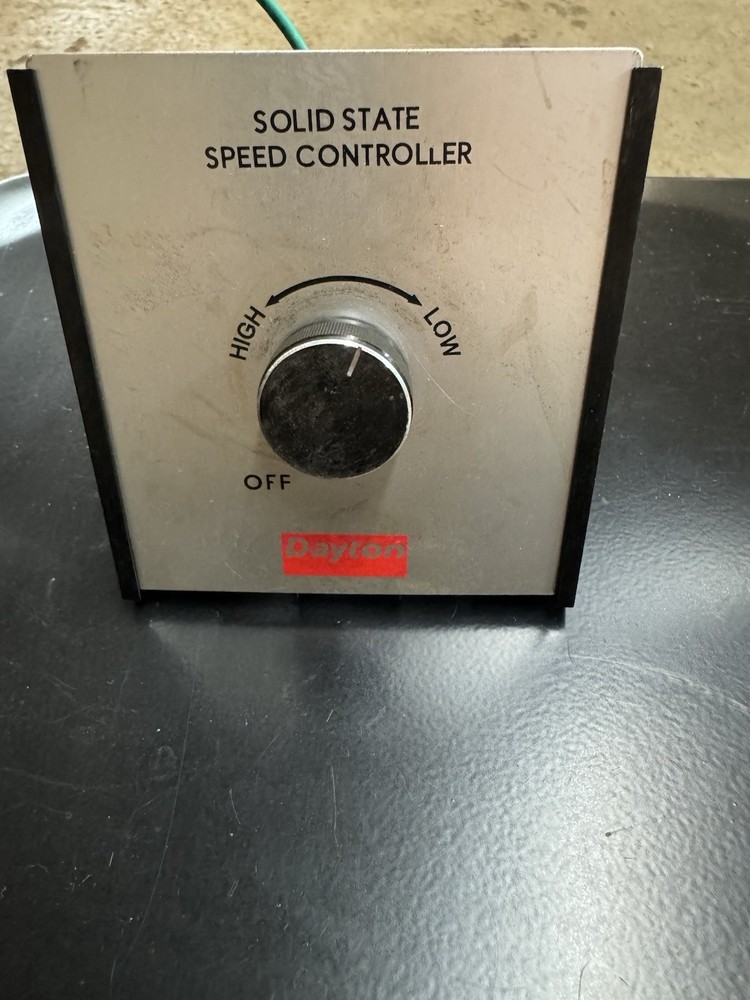 SOLID STATE
SPEED CONTROLLER
HIGH
LOW
OFF
Dayton